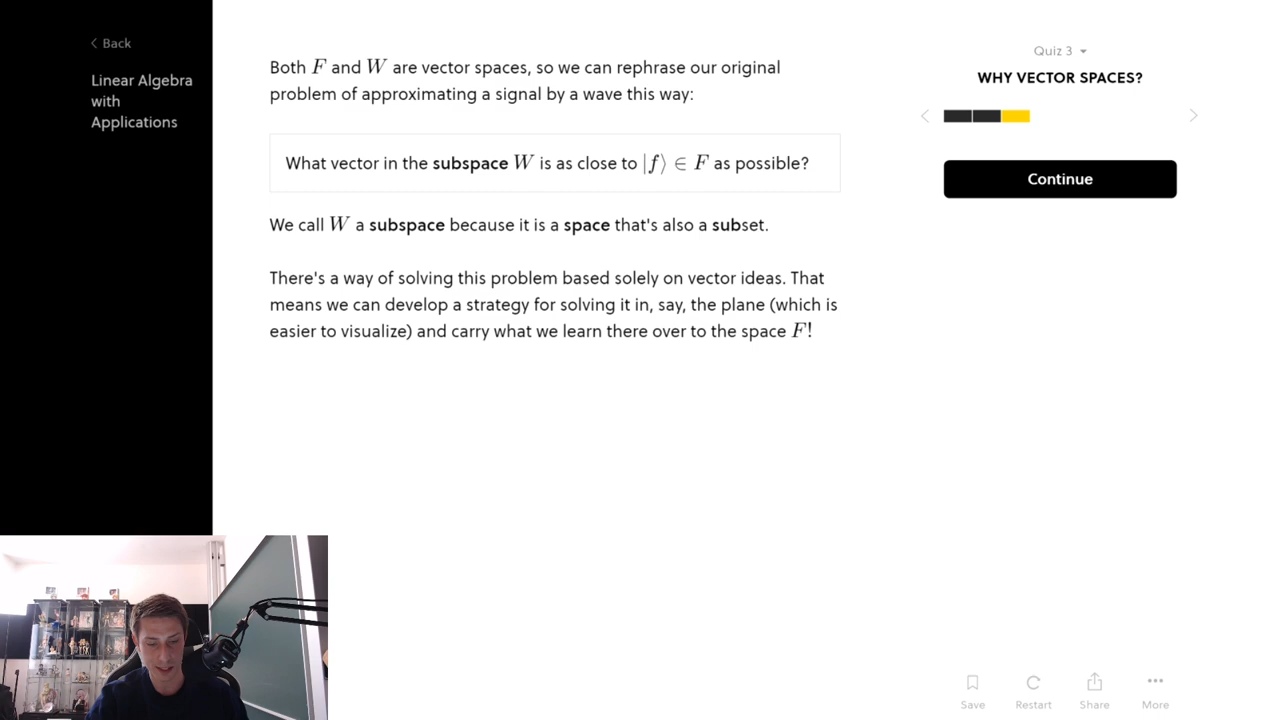 Back
Linear Algebra
with
Applications
Both F and W are vector spaces, so we can rephrase our original
problem of approximating a signal by a wave this way:
What vector in the subspace W is as close to |f⟩ ∈ F as possible?
We call W a subspace because it is a space that's also a subset.
There's a way of solving this problem based solely on vector ideas. That
means we can develop a strategy for solving it in, say, the plane (which is
easier to visualize) and carry what we learn there over to the space F!
Quiz 3
WHY VECTOR SPACES?
Continue
Save Restart Share More